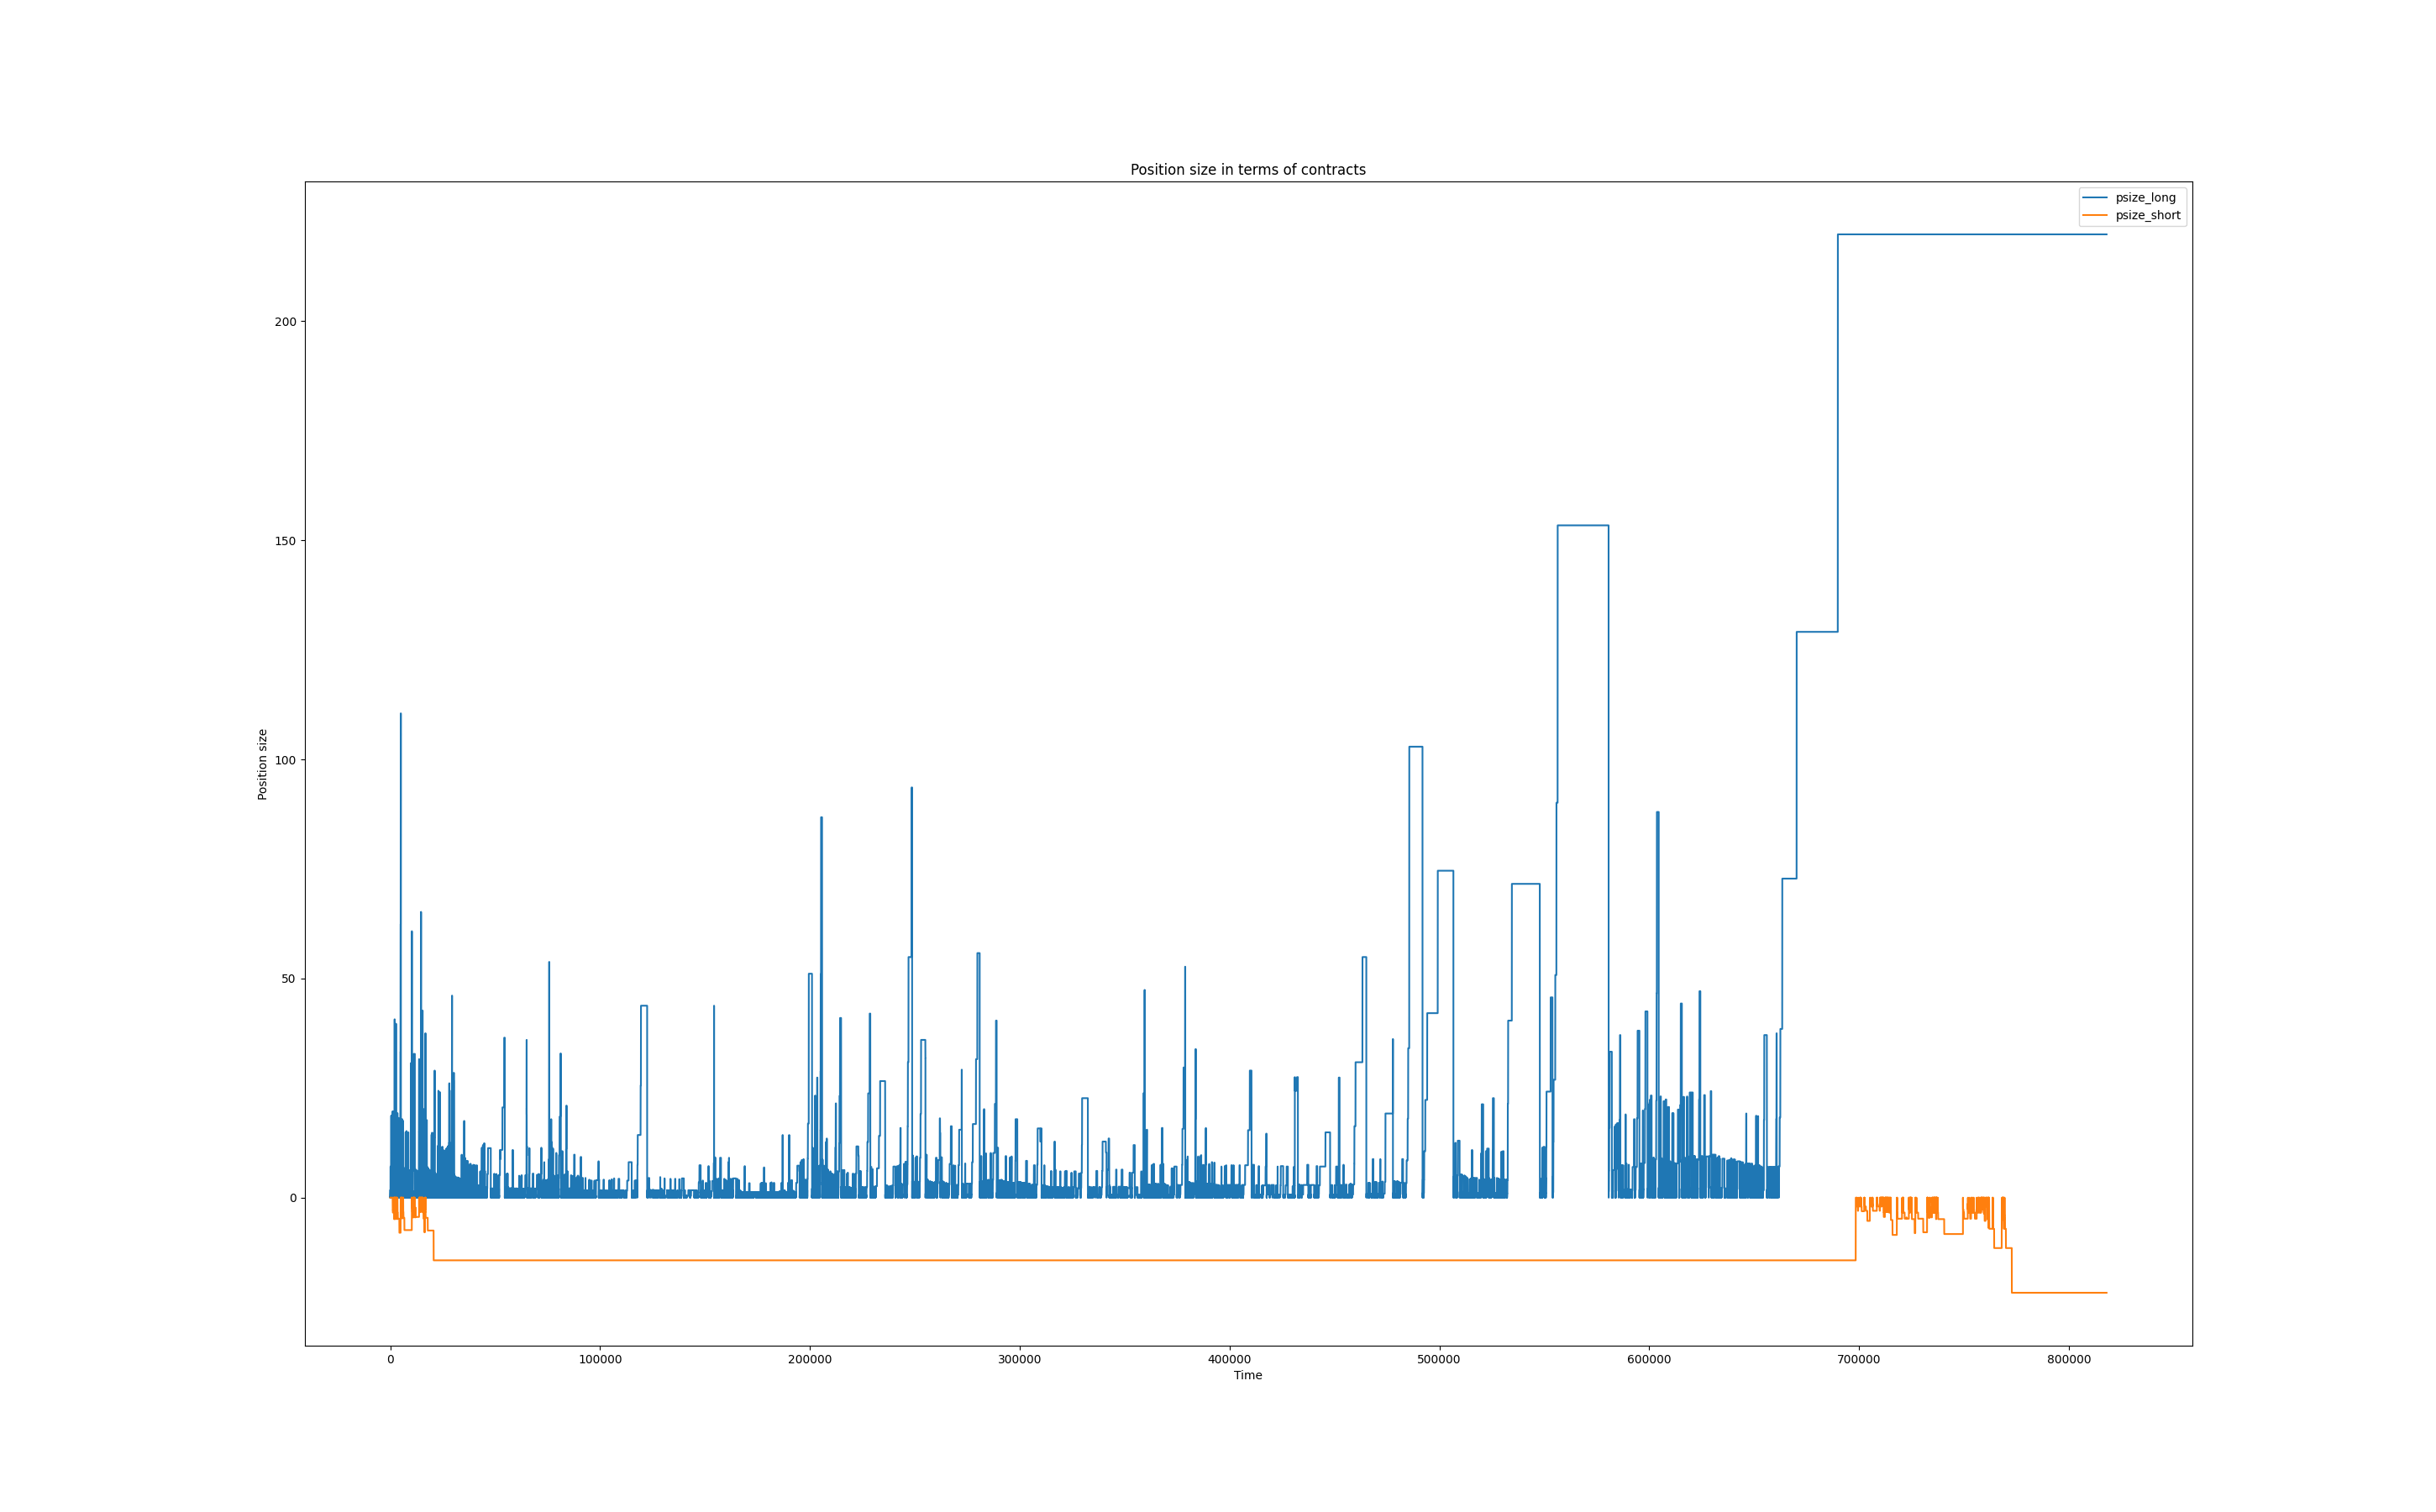 Position size in terms of contracts
psize_long
psize_short
200
150
100
50
0
Position size
0
100000
200000
300000
400000
500000
600000
700000
800000
Time